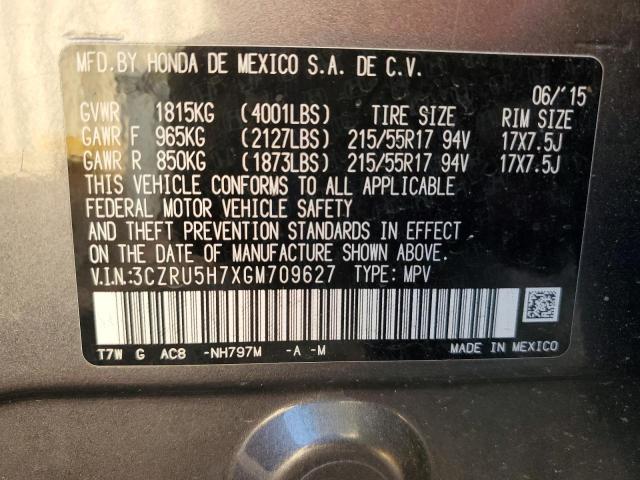 MFD.BY HONDA DE MEXICO S.A. DE C.V.
06/'15
GVWR 1815KG (4001LBS) TIRE SIZE RIM SIZE
GAWR F 965KG (2127LBS) 215/55R17 94V 17X7.5J
GAWR R 850KG (1873LBS) 215/55R17 94V 17X7.5J
THIS VEHICLE CONFORMS TO ALL APPLICABLE
FEDERAL MOTOR VEHICLE SAFETY
AND THEFT PREVENTION STANDARDS IN EFFECT
ON THE DATE OF MANUFACTURE SHOWN ABOVE.
V.I.N:3CZRU5H7XGM709627 TYPE: MPV
T7W G AC8 -NH797M -A -M MADE IN MEXICO